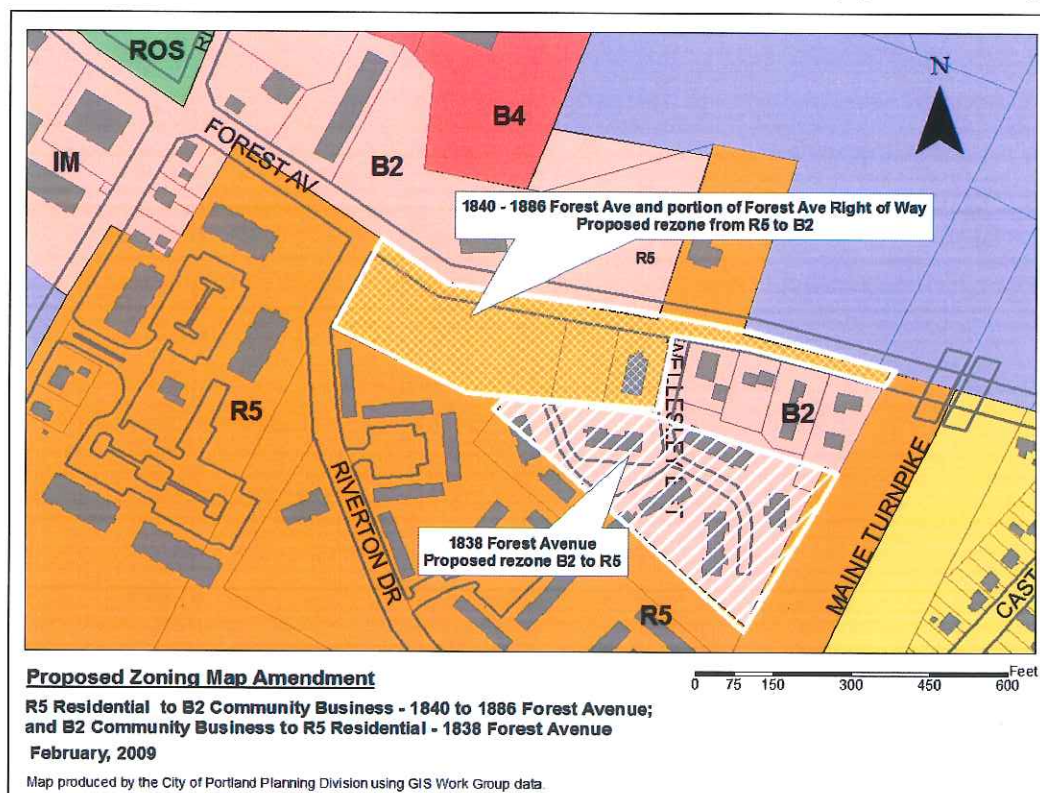 ROS
N
B4
IM
FOREST AV
B2
1840 - 1886 Forest Ave and portion of Forest Ave Right of Way
Proposed rezone from R5 to B2
R5
B2
R5
RIVERTON DR
1838 Forest Avenue
Proposed rezone B2 to R5
R5
MAINE TURNPIKE
CAST
Proposed Zoning Map Amendment
Feet
0 75 150 300 450 600
R5 Residential to B2 Community Business - 1840 to 1886 Forest Avenue;
and B2 Community Business to R5 Residential - 1838 Forest Avenue
February, 2009
Map produced by the City of Portland Planning Division using GIS Work Group data.